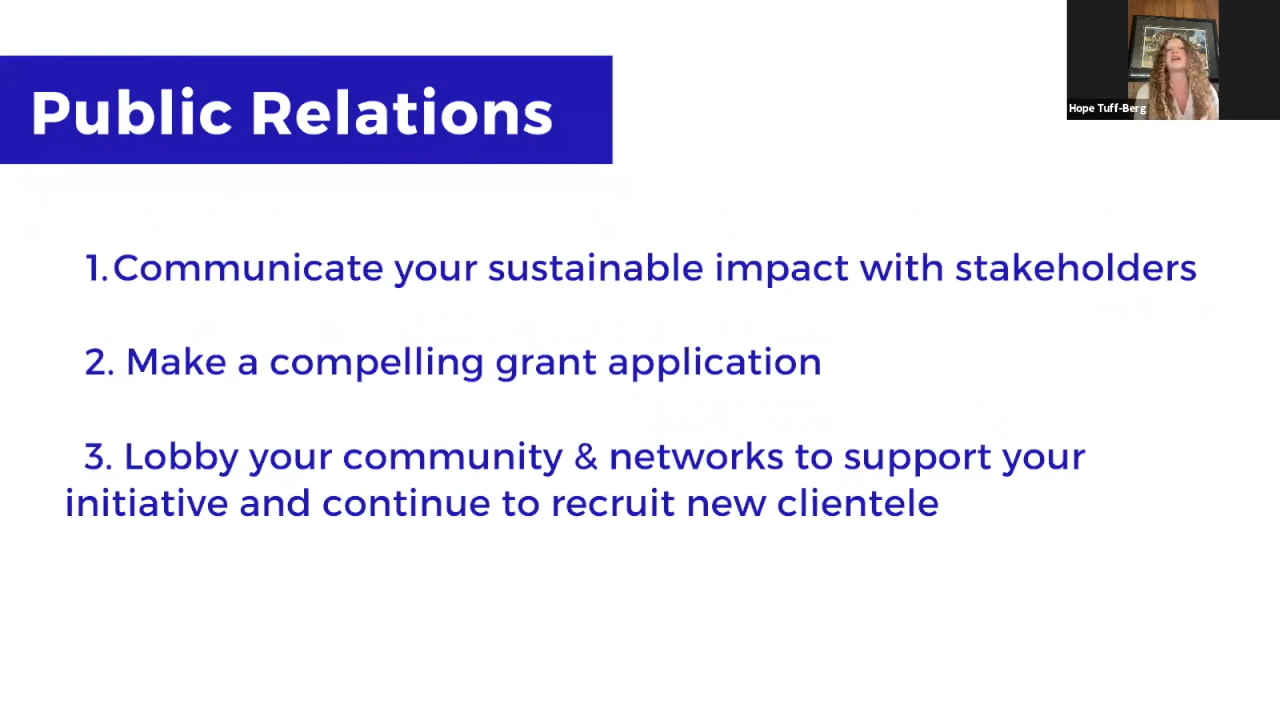 Public Relations
Hope Tuff-Berg
1. Communicate your sustainable impact with stakeholders
2. Make a compelling grant application
3. Lobby your community & networks to support your
initiative and continue to recruit new clientele